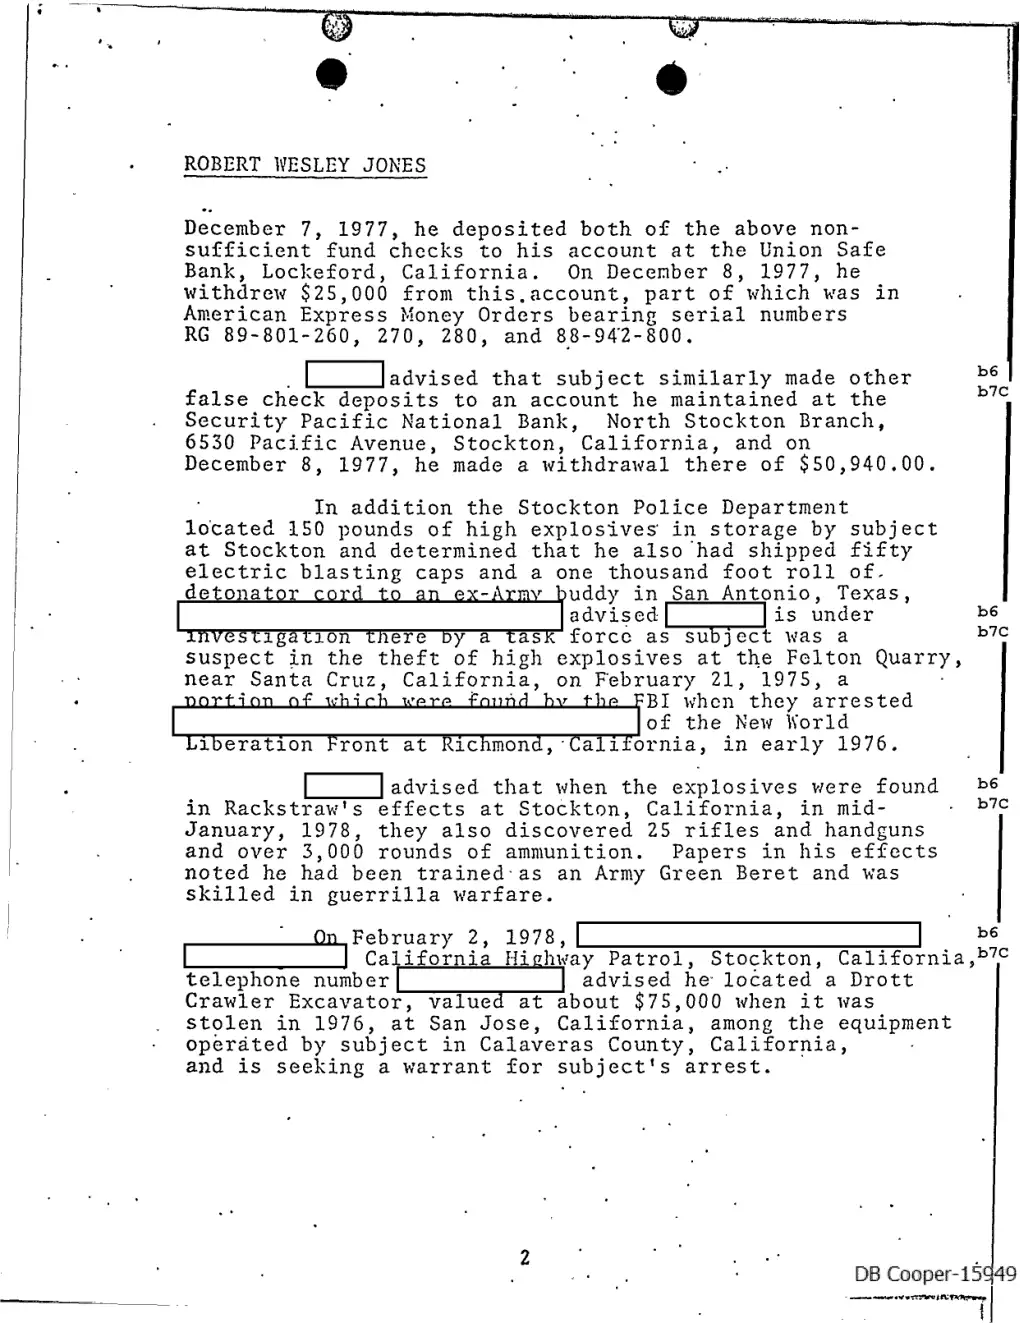 ROBERT WESLEY JONES
December 7, 1977, he deposited both of the above non-
sufficient fund checks to his account at the Union Safe
Bank, Lockeford, California. On December 8, 1977, he
withdrew $25,000 from this account, part of which was in
American Express Money Orders bearing serial numbers
RG 89-801-260, 270, 280, and 88-942-800.
advised that subject similarly made other b6
false check deposits to an account he maintained at the b7C
Security Pacific National Bank, North Stockton Branch,
6530 Pacific Avenue, Stockton, California, and on
December 8, 1977, he made a withdrawal there of $50,940.00.
In addition the Stockton Police Department
located 150 pounds of high explosives in storage by subject
at Stockton and determined that he also had shipped fifty
electric blasting caps and a one thousand foot roll of
detonator cord to an ex-Army buddy in San Antonio, Texas,
advised is under b6
investigation there by a task force as subject was a b7C
suspect in the theft of high explosives at the Felton Quarry,
near Santa Cruz, California, on February 21, 1975, a
portion of which were found by the FBI when they arrested
of the New World
Liberation Front at Richmond, California, in early 1976.
advised that when the explosives were found b6
in Rackstraw's effects at Stockton, California, in mid- b7C
January, 1978, they also discovered 25 rifles and handguns
and over 3,000 rounds of ammunition. Papers in his effects
noted he had been trained as an Army Green Beret and was
skilled in guerrilla warfare.
On February 2, 1978, b6
California Highway Patrol, Stockton, California, b7C
telephone number advised he located a Drott
Crawler Excavator, valued at about $75,000 when it was
stolen in 1976, at San Jose, California, among the equipment
operated by subject in Calaveras County, California,
and is seeking a warrant for subject's arrest.
2
DB Cooper-15949